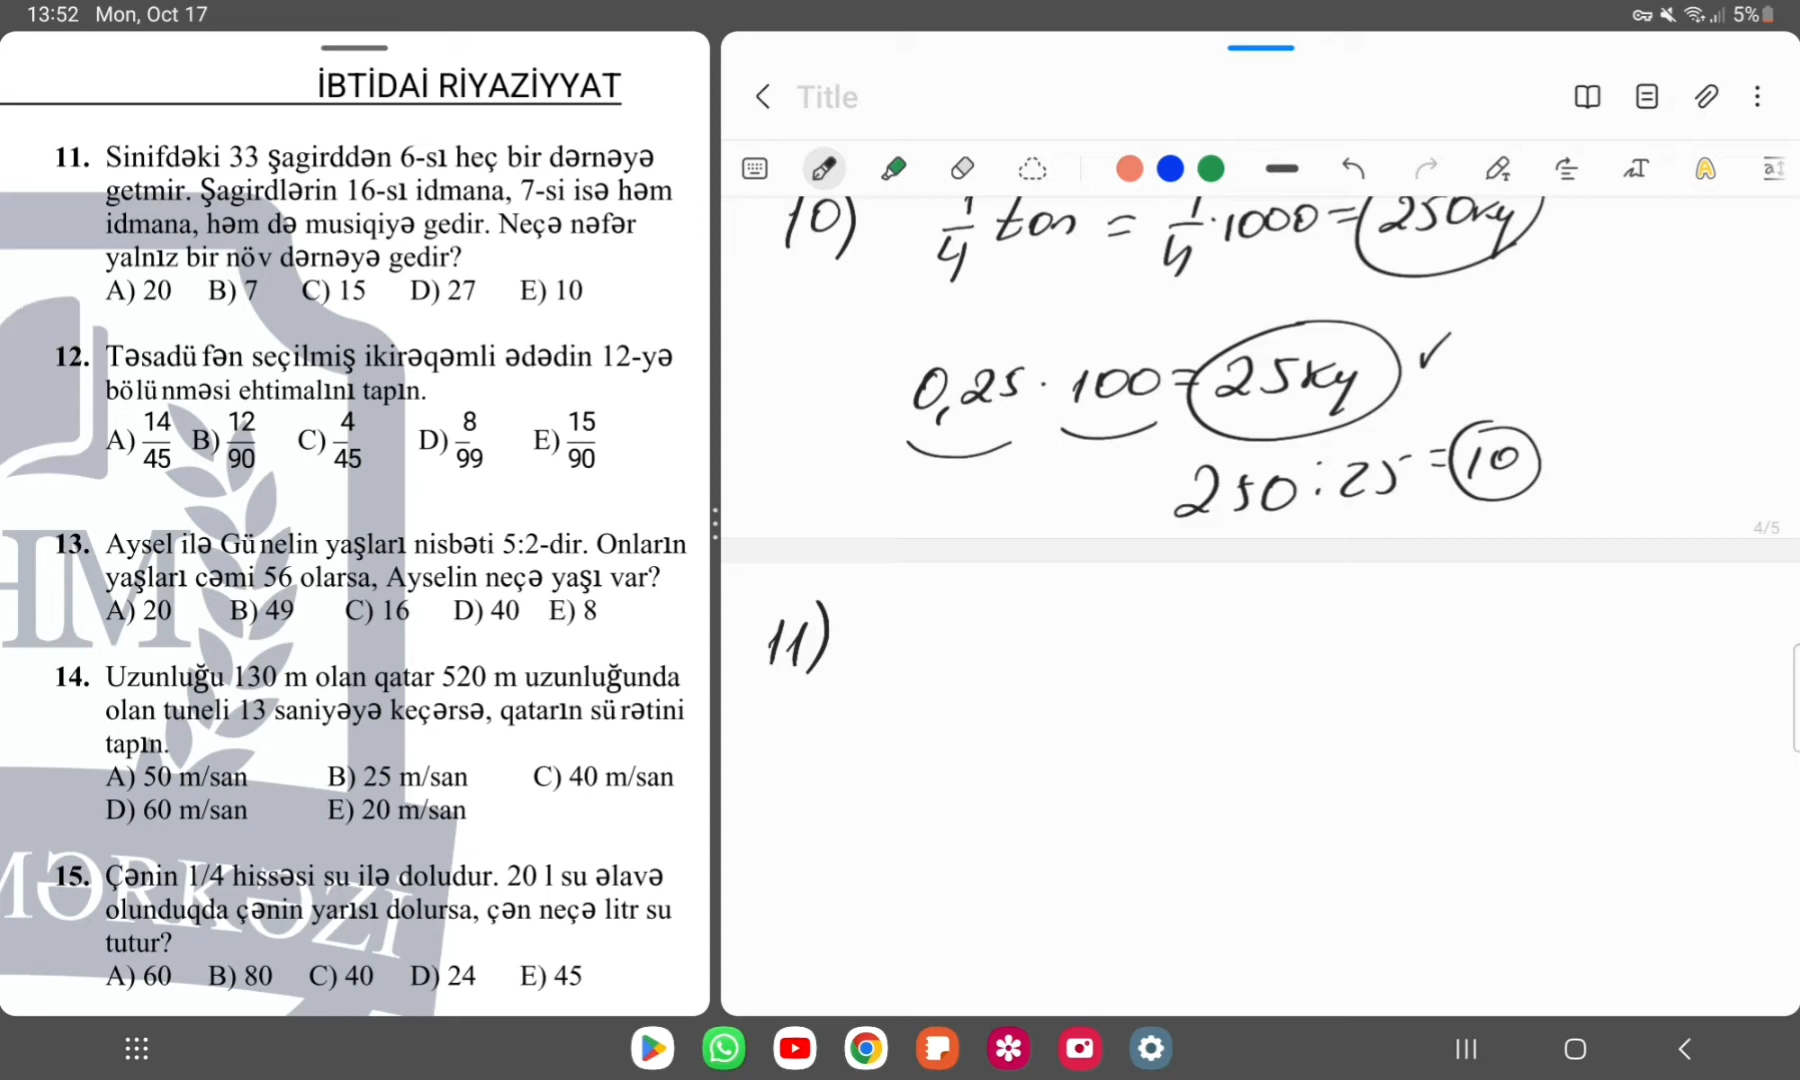 13:52 Mon, Oct 17
5%
İBTİDAİ RİYAZİYYAT
11. Sinifdəki 33 şagirddən 6-sı heç bir dərnəyə
getmir. Şagirdlərin 16-sı idmana, 7-si isə həm
idmana, həm də musiqiyə gedir. Neçə nəfər
yalnız bir növ dərnəyə gedir?
A) 20 B) 7 C) 15 D) 27 E) 10
12. Təsadüfən seçilmiş ikirəqəmli ədədin 12-yə
bölünməsi ehtimalını tapın.
A) 14/45 B) 12/90 C) 4/45 D) 8/99 E) 15/90
13. Aysel ilə Günelin yaşları nisbəti 5:2-dir. Onların
yaşları cəmi 56 olarsa, Ayselin neçə yaşı var?
A) 20 B) 49 C) 16 D) 40 E) 8
14. Uzunluğu 130 m olan qatar 520 m uzunluğunda
olan tuneli 13 saniyəyə keçərsə, qatarın sürətini
tapın.
A) 50 m/san B) 25 m/san C) 40 m/san
D) 60 m/san E) 20 m/san
15. Çənin 1/4 hissəsi su ilə doludur. 20 l su əlavə
olunduqda çənin yarısı dolursa, çən neçə litr su
tutur?
A) 60 B) 80 C) 40 D) 24 E) 45
HM
MƏRKƏZİ
Title
10) 1/4 ton = 1/4 · 1000 = 250kq
0,25 · 100 = 25kq ✓
250 : 25 = 10
4/5
11)